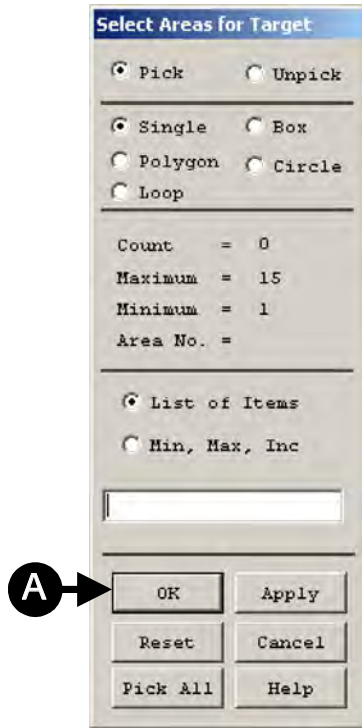 Select Areas for Target
Pick Unpick
Single Box
Polygon Circle
Loop
Count = 0
Maximum = 15
Minimum = 1
Area No. =
List of Items
Min, Max, Inc
A OK Apply
Reset Cancel
Pick All Help